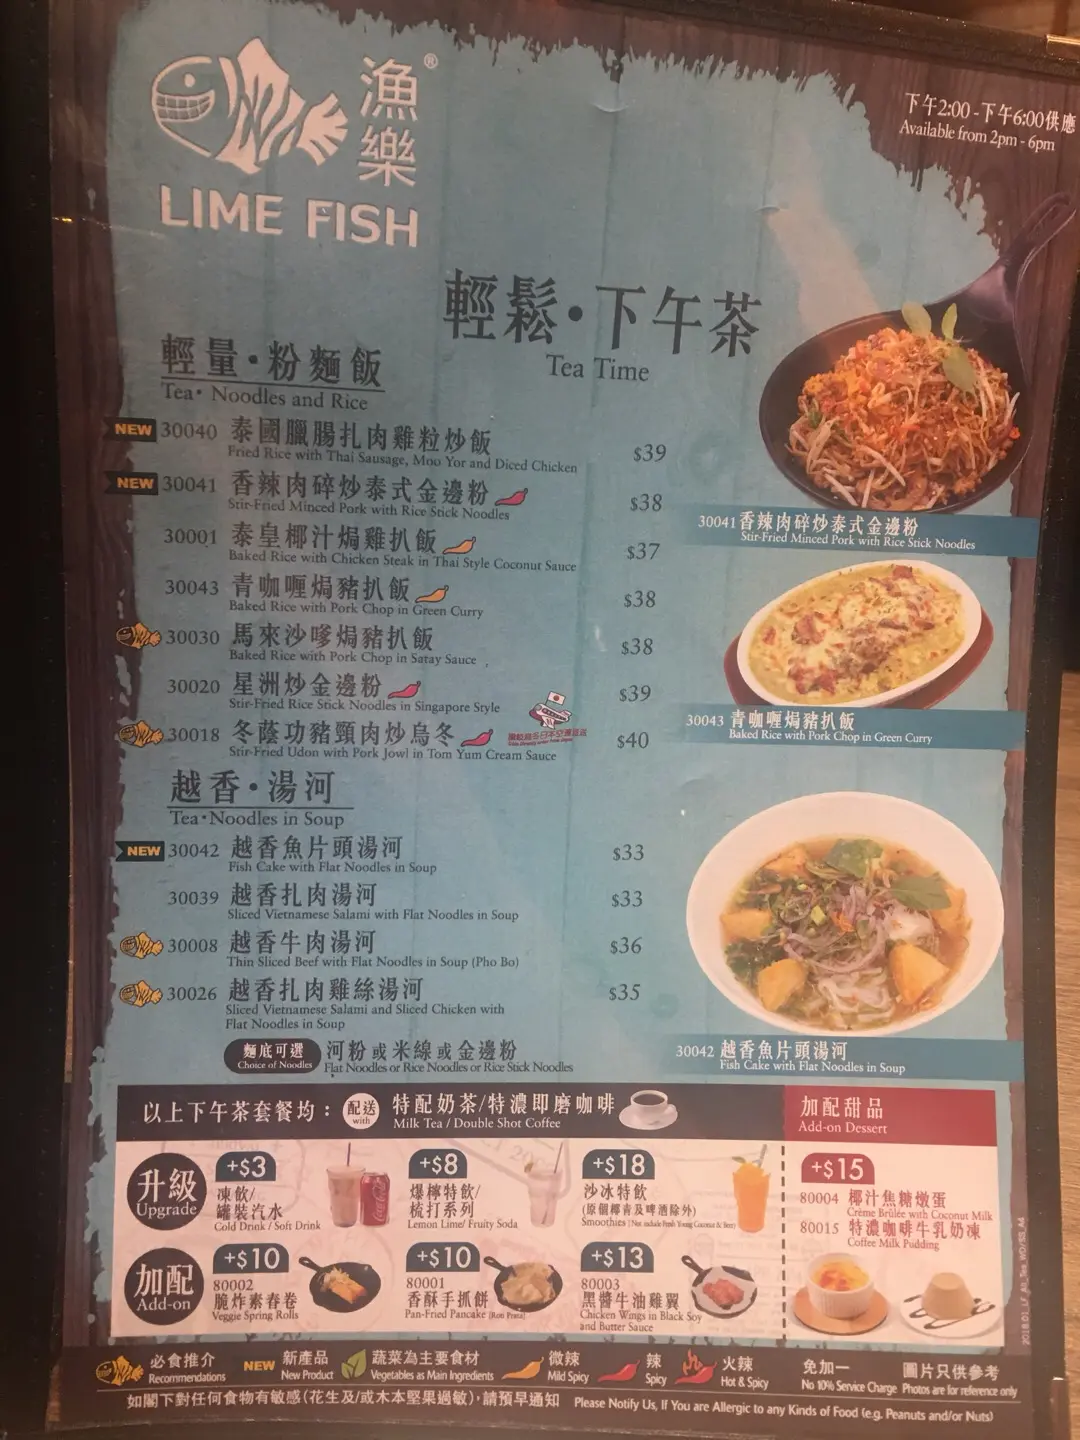 漁樂®
LIME FISH
下午2:00 - 下午6:00供應
Available from 2pm - 6pm
輕鬆·下午茶
Tea Time
輕量·粉麵飯
Tea· Noodles and Rice
NEW 30040 泰國臘腸扎肉雞粒炒飯 $39
Fried Rice with Thai Sausage, Moo Yor and Diced Chicken
NEW 30041 香辣肉碎炒泰式金邊粉 $38
Stir-Fried Minced Pork with Rice Stick Noodles
30001 泰皇椰汁焗雞扒飯 $37
Baked Rice with Chicken Steak in Thai Style Coconut Sauce
30043 青咖喱焗豬扒飯 $38
Baked Rice with Pork Chop in Green Curry
30030 馬來沙嗲焗豬扒飯 $38
Baked Rice with Pork Chop in Satay Sauce
30020 星洲炒金邊粉 $39
Stir-Fried Rice Stick Noodles in Singapore Style
30018 冬蔭功豬頸肉炒烏冬 $40
Stir-Fried Udon with Pork Jowl in Tom Yum Cream Sauce
30041 香辣肉碎炒泰式金邊粉
Stir-Fried Minced Pork with Rice Stick Noodles
30043 青咖喱焗豬扒飯
Baked Rice with Pork Chop in Green Curry
越香·湯河
Tea·Noodles in Soup
NEW 30042 越香魚片頭湯河 $33
Fish Cake with Flat Noodles in Soup
30039 越香扎肉湯河 $33
Sliced Vietnamese Salami with Flat Noodles in Soup
30008 越香牛肉湯河 $36
Thin Sliced Beef with Flat Noodles in Soup (Pho Bo)
30026 越香扎肉雞絲湯河 $35
Sliced Vietnamese Salami and Sliced Chicken with
Flat Noodles in Soup
麵底可選 河粉或米線或金邊粉
Choice of Noodles Flat Noodles or Rice Noodles or Rice Stick Noodles
30042 越香魚片頭湯河
Fish Cake with Flat Noodles in Soup
以上下午茶套餐均： 配送 特配奶茶/特濃即磨咖啡
with Milk Tea / Double Shot Coffee
加配甜品
Add-on Dessert
升級
Upgrade
+$3
凍飲/
罐裝汽水
Cold Drink / Soft Drink
+$8
爆檸特飲/
梳打系列
Lemon Lime/ Fruity Soda
+$18
沙冰特飲
(原個椰青及啤酒除外)
Smoothies (Not include Fresh Young Coconut & Beer)
+$15
80004 椰汁焦糖燉蛋
Crème Brûlée with Coconut Milk
80015 特濃咖啡牛乳奶凍
Coffee Milk Pudding
加配
Add-on
+$10
80002
脆炸素春卷
Veggie Spring Rolls
+$10
80001
香酥手抓餅
Pan-Fried Pancake (Roti Prata)
+$13
80003
黑醬牛油雞翼
Chicken Wings in Black Soy
and Butter Sauce
必食推介
Recommendations
NEW 新產品
New Product
蔬菜為主要食材
Vegetables as Main Ingredients
微辣
Mild Spicy
辣
Spicy
火辣
Hot & Spicy
免加一
No 10% Service Charge
圖片只供參考
Photos are for reference only
如閣下對任何食物有敏感(花生及/或木本堅果過敏)，請預早通知 Please Notify Us, If You are Allergic to any Kinds of Food (e.g. Peanuts and/or Nuts)